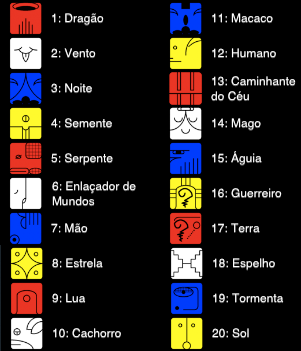 1: Dragão
2: Vento
3: Noite
4: Semente
5: Serpente
6: Enlaçador de
Mundos
7: Mão
8: Estrela
9: Lua
10: Cachorro
11: Macaco
12: Humano
13: Caminhante
do Céu
14: Mago
15: Águia
16: Guerreiro
17: Terra
18: Espelho
19: Tormenta
20: Sol